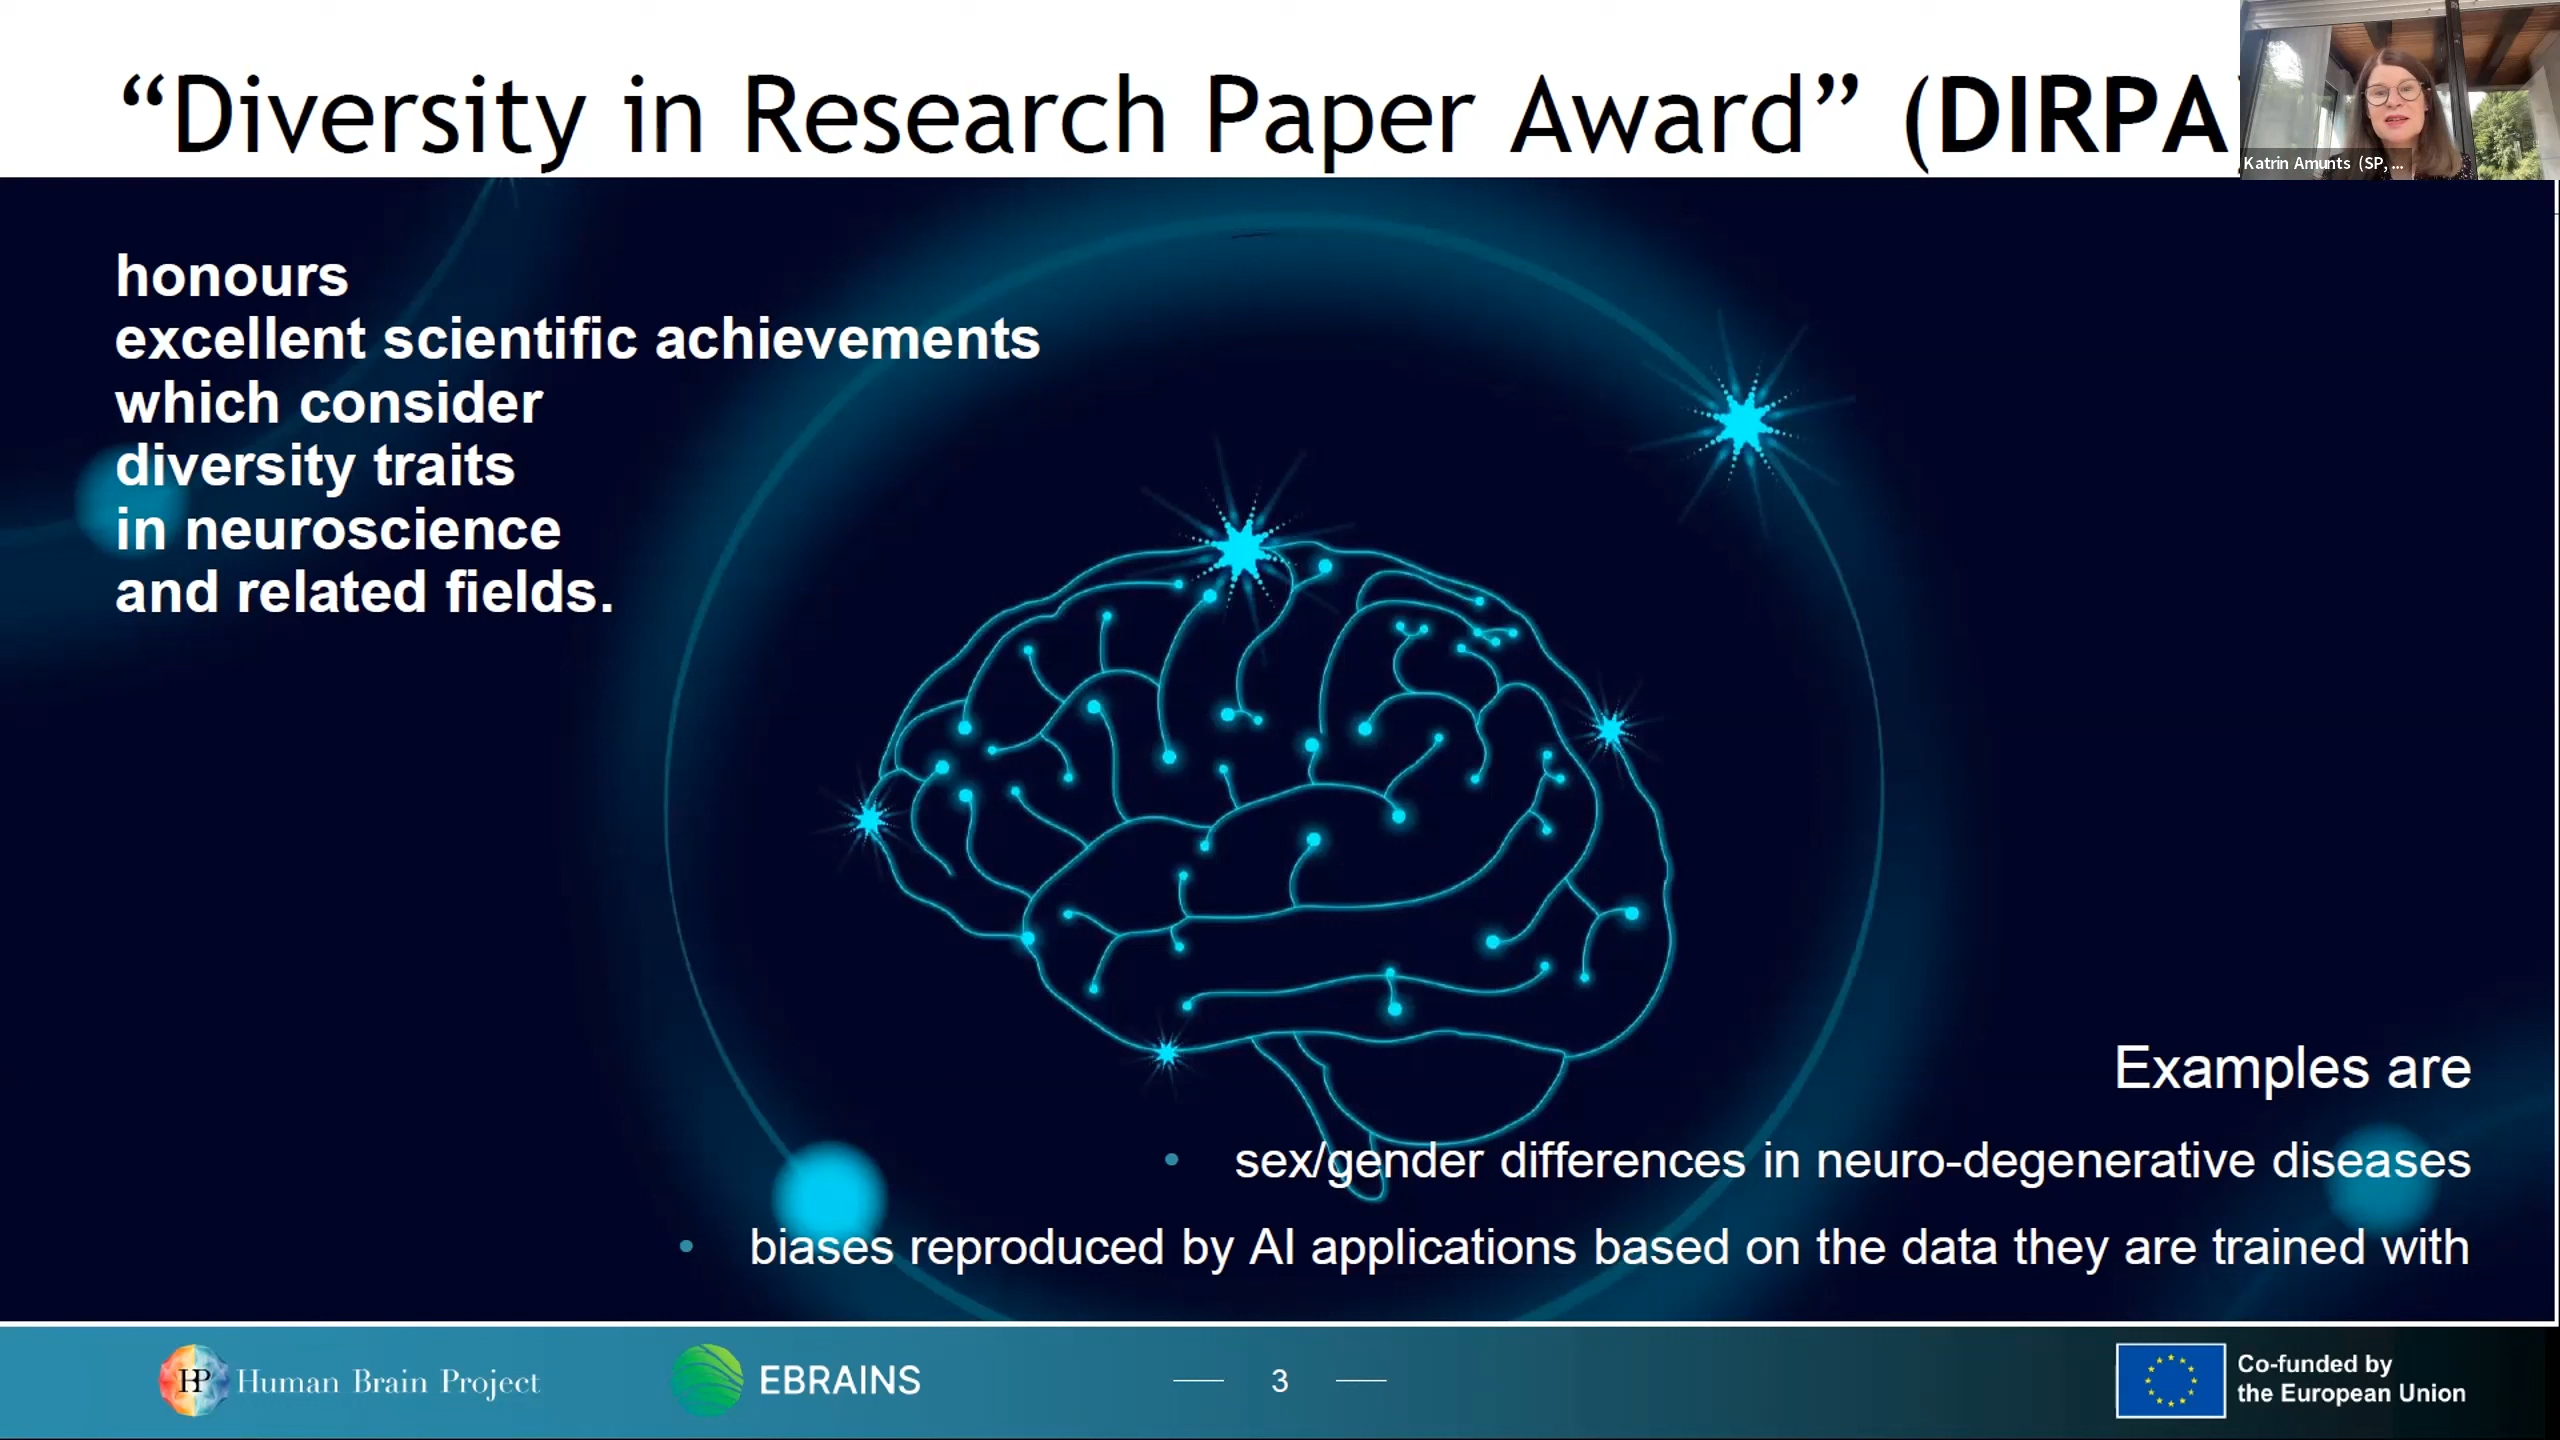 “Diversity in Research Paper Award” (DIRPA)
Katrin Amunts (SP, ...
honours
excellent scientific achievements
which consider
diversity traits
in neuroscience
and related fields.
Examples are
• sex/gender differences in neuro-degenerative diseases
• biases reproduced by AI applications based on the data they are trained with
HP Human Brain Project
EBRAINS
3
Co-funded by
the European Union